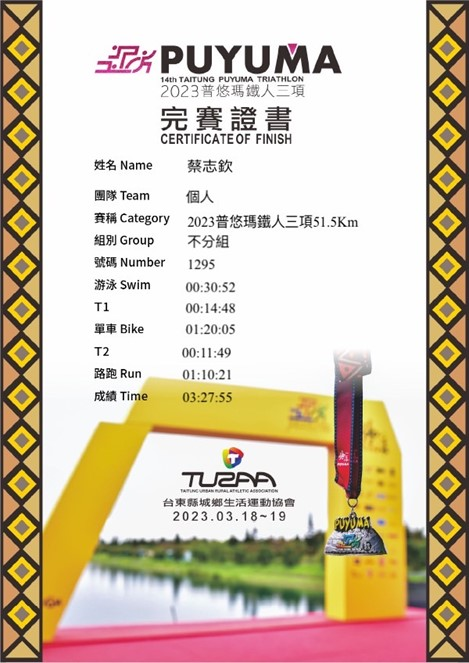 PUYUMA
14th TAITUNG PUYUMA TRIATHLON
2023普悠瑪鐵人三項
完賽證書
CERTIFICATE OF FINISH
姓名 Name 蔡志欽
團隊 Team 個人
賽稱 Category 2023普悠瑪鐵人三項51.5Km
組別 Group 不分組
號碼 Number 1295
游泳 Swim 00:30:52
T1 00:14:48
單車 Bike 01:20:05
T2 00:11:49
路跑 Run 01:10:21
成績 Time 03:27:55
TURAA
TAITUNG URBAN RURAL ATHLETIC ASSOCIATION
台東縣城鄉生活運動協會
2023.03.18~19
PUYUMA